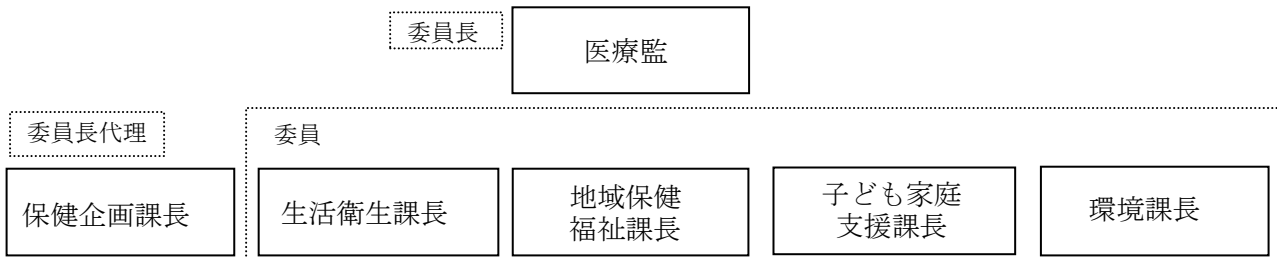 委員長
医療監
委員長代理
委員
保健企画課長
生活衛生課長
地域保健
福祉課長
子ども家庭
支援課長
環境課長